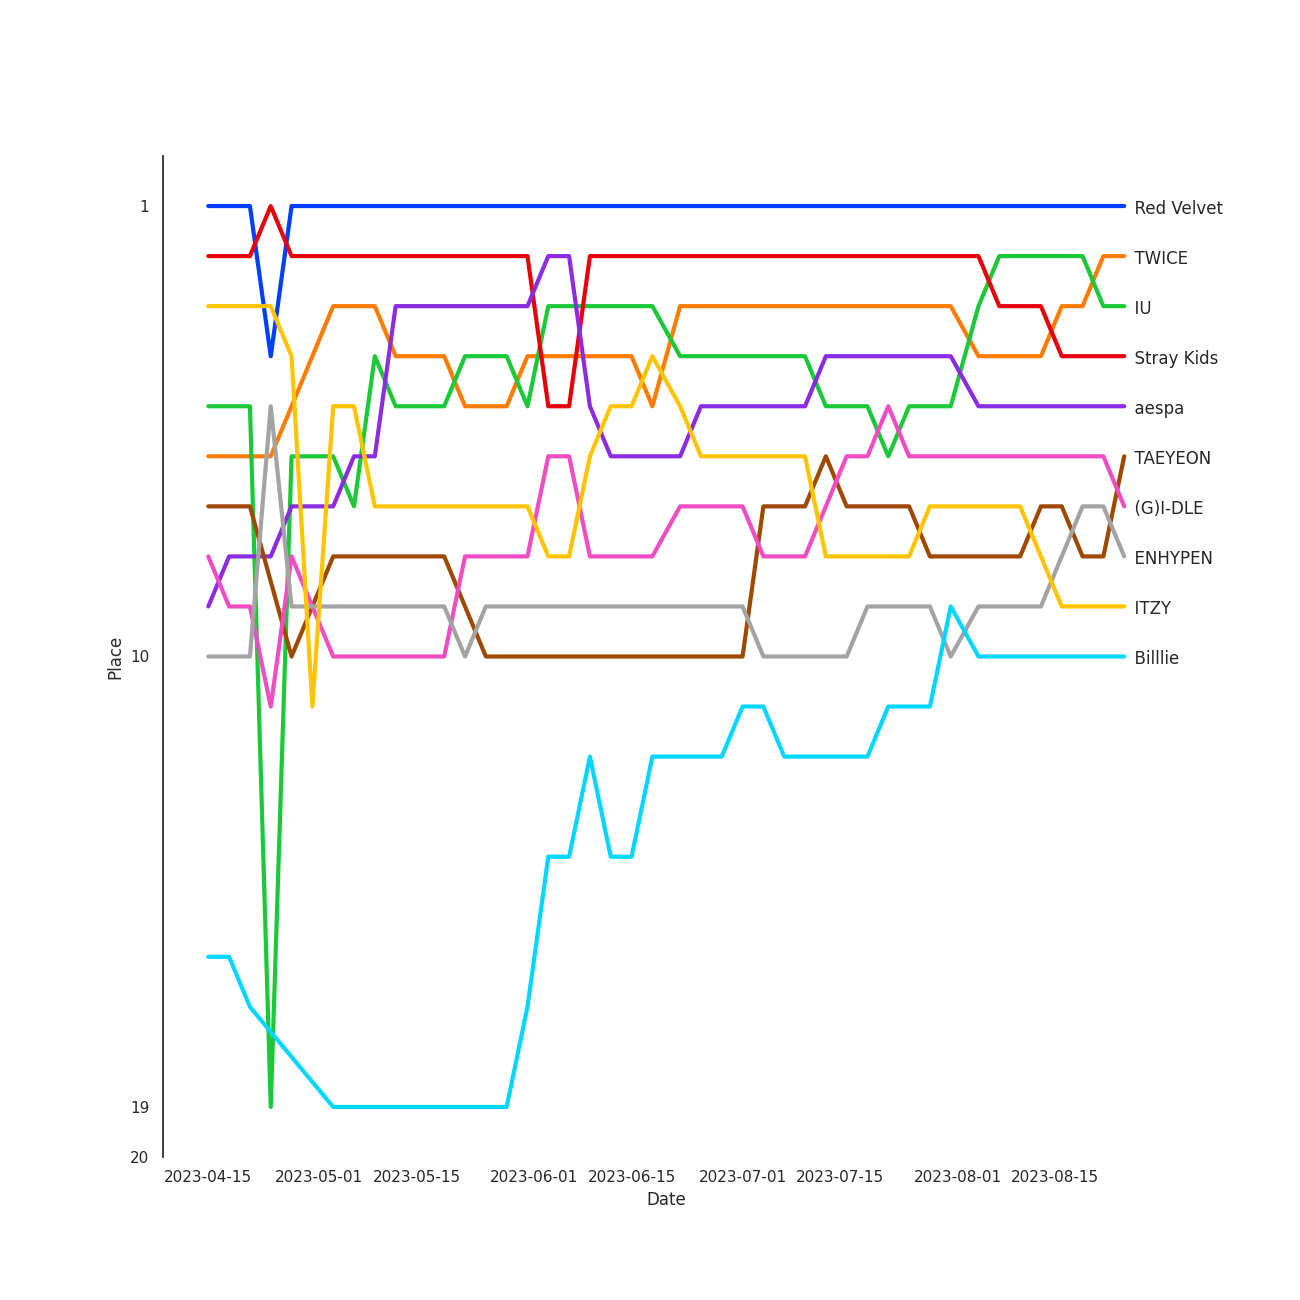 1
10
19
20
Place
Red Velvet
TWICE
IU
Stray Kids
aespa
TAEYEON
(G)I-DLE
ENHYPEN
ITZY
Billlie
2023-04-15 2023-05-01 2023-05-15 2023-06-01 2023-06-15 2023-07-01 2023-07-15 2023-08-01 2023-08-15
Date